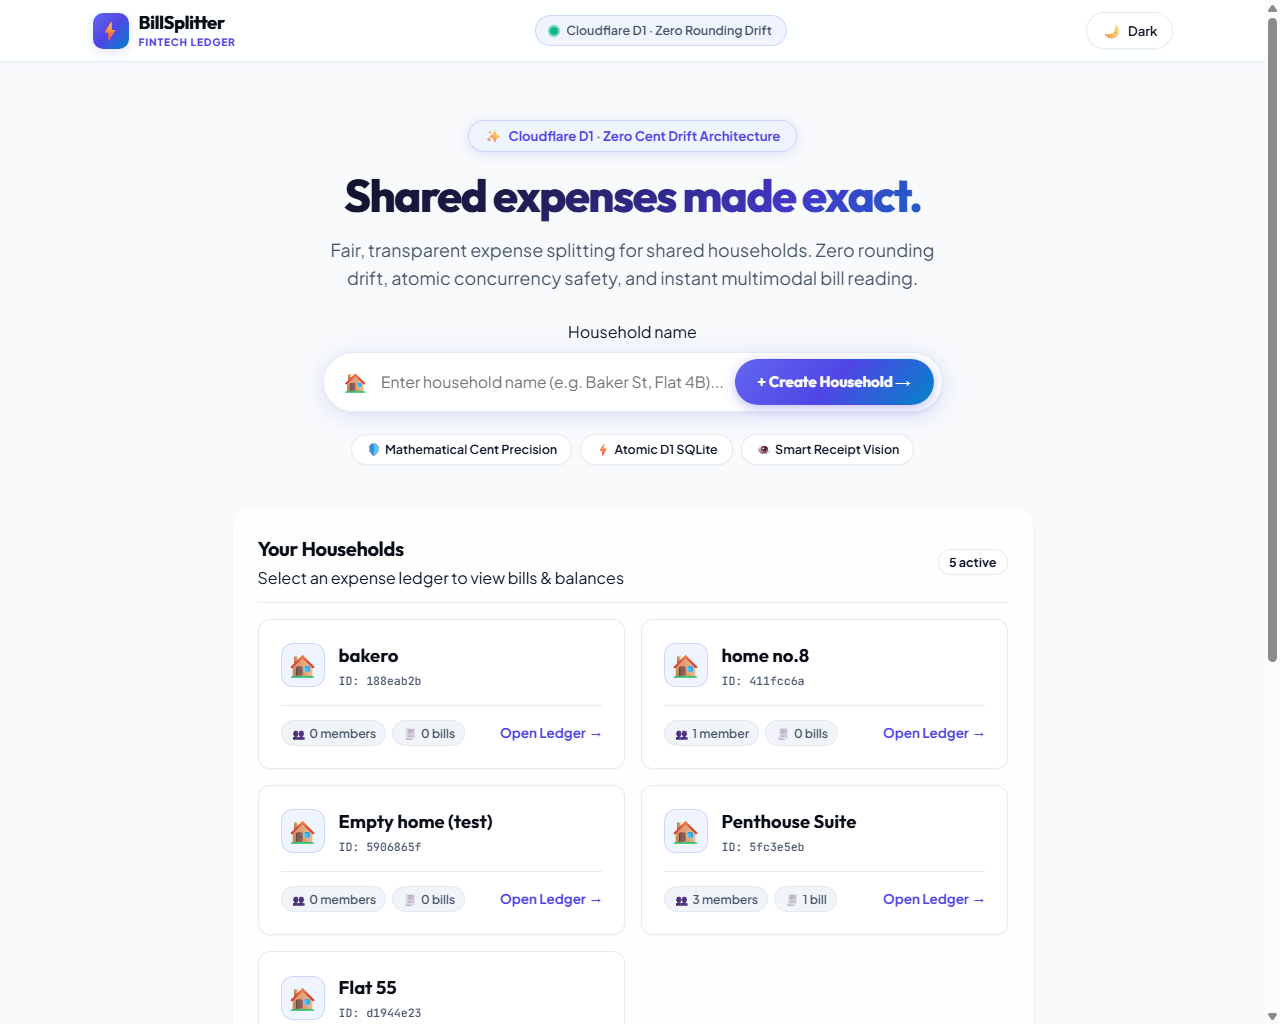 BillSplitter
FINTECH LEDGER
Cloudflare D1 · Zero Rounding Drift
Dark
Cloudflare D1 · Zero Cent Drift Architecture
Shared expenses made exact.
Fair, transparent expense splitting for shared households. Zero rounding
drift, atomic concurrency safety, and instant multimodal bill reading.
Household name
Enter household name (e.g. Baker St, Flat 4B)...
+ Create Household →
Mathematical Cent Precision
Atomic D1 SQLite
Smart Receipt Vision
Your Households
Select an expense ledger to view bills & balances
5 active
bakero
ID: 188eab2b
0 members
0 bills
Open Ledger →
home no.8
ID: 411fcc6a
1 member
0 bills
Open Ledger →
Empty home (test)
ID: 5906865f
0 members
0 bills
Open Ledger →
Penthouse Suite
ID: 5fc3e5eb
3 members
1 bill
Open Ledger →
Flat 55
ID: d1944e23